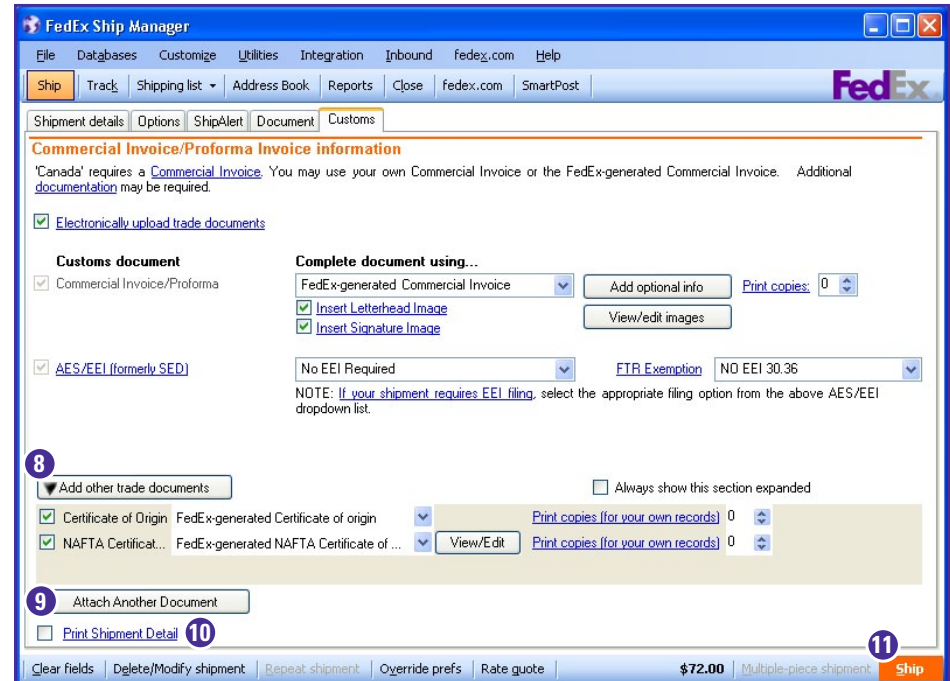 FedEx Ship Manager
File Databases Customize Utilities Integration Inbound fedex.com Help
Ship Track Shipping list Address Book Reports Close fedex.com SmartPost FedEx
Shipment details Options ShipAlert Document Customs
Commercial Invoice/Proforma Invoice information
'Canada' requires a Commercial Invoice. You may use your own Commercial Invoice or the FedEx-generated Commercial Invoice. Additional
documentation may be required.
Electronically upload trade documents
Customs document Complete document using...
Commercial Invoice/Proforma FedEx-generated Commercial Invoice Add optional info Print copies: 0
Insert Letterhead Image
Insert Signature Image View/edit images
AES/EEI (formerly SED) No EEI Required FTR Exemption NO EEI 30.36
NOTE: If your shipment requires EEI filing, select the appropriate filing option from the above AES/EEI
dropdown list.
8
Add other trade documents Always show this section expanded
Certificate of Origin FedEx-generated Certificate of origin Print copies (for your own records) 0
NAFTA Certificat... FedEx-generated NAFTA Certificate of ... View/Edit Print copies (for your own records) 0
9 Attach Another Document
Print Shipment Detail 10
11
Clear fields Delete/Modify shipment Repeat shipment Override prefs Rate quote $72.00 Multiple-piece shipment Ship